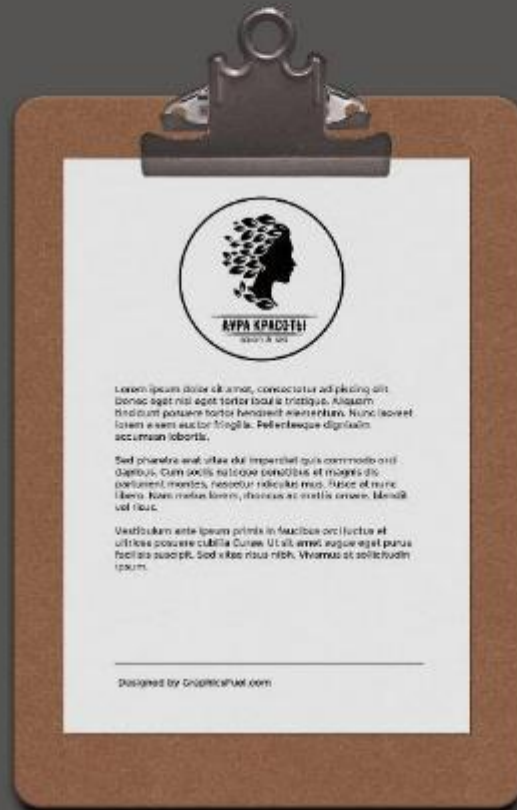 АУРА КРАСОТЫ
salon & spa
Lorem ipsum dolor sit amet, consectetur adipiscing elit.
Donec eget nisl eget tortor iaculis tristique. Aliquam
tincidunt posuere tortor hendrerit elementum. Nunc laoreet
lorem a sem auctor fringilla. Pellentesque dignissim
accumsan lobortis.
Sed pharetra erat vitae dui imperdiet quis commodo orci
dapibus. Cum sociis natoque penatibus et magnis dis
parturient montes, nascetur ridiculus mus. Fusce at nunc
libero. Nam metus lorem, rhoncus ac mattis ornare, blandit
vel risus.
Vestibulum ante ipsum primis in faucibus orci luctus et
ultrices posuere cubilia Curae; Ut sit amet augue eget purus
facilisis suscipit. Sed vitae risus nibh. Vivamus at sollicitudin
ipsum.
Designed by GraphicsFuel.com